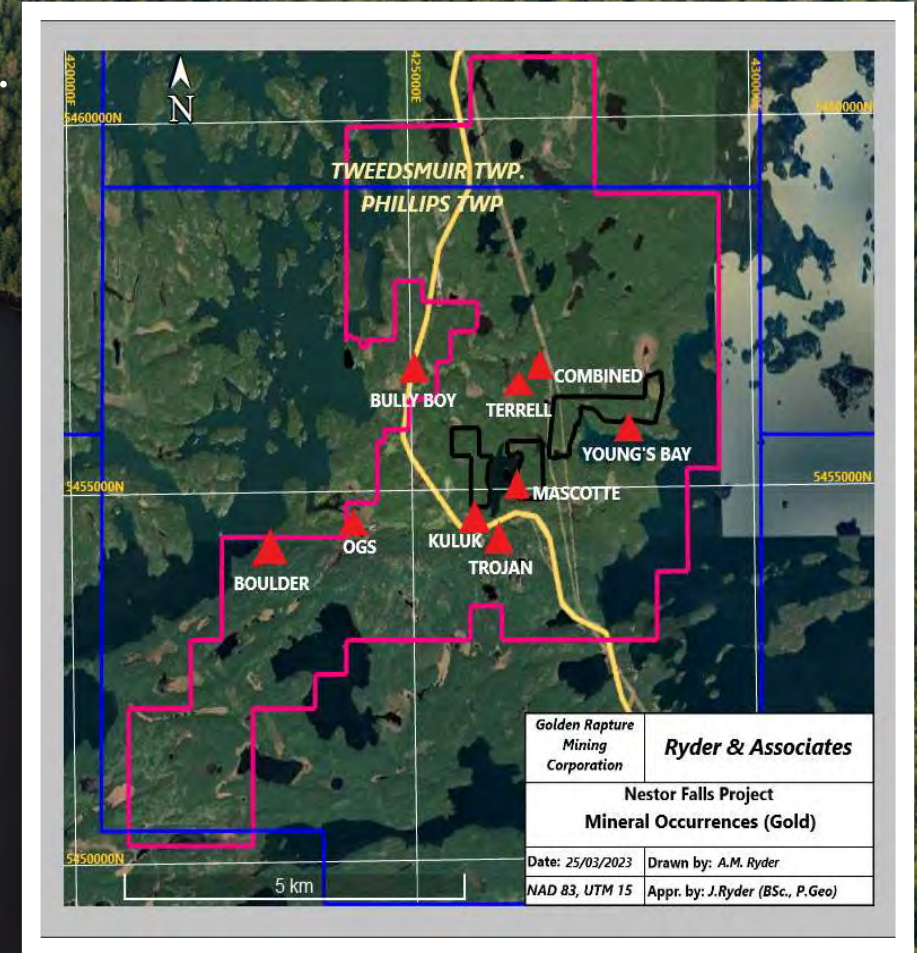 420000E
425000E
430000E
5460000N
5460000N
N
TWEEDSMUIR TWP.
PHILLIPS TWP
COMBINED
BULLY BOY
TERRELL
YOUNG'S BAY
5455000N
5455000N
MASCOTTE
OGS
KULUK
TROJAN
BOULDER
5450000N
5 km
Golden Rapture
Mining
Corporation
Ryder & Associates
Nestor Falls Project
Mineral Occurrences (Gold)
Date: 25/03/2023
Drawn by: A.M. Ryder
NAD 83, UTM 15
Appr. by: J.Ryder (BSc., P.Geo)